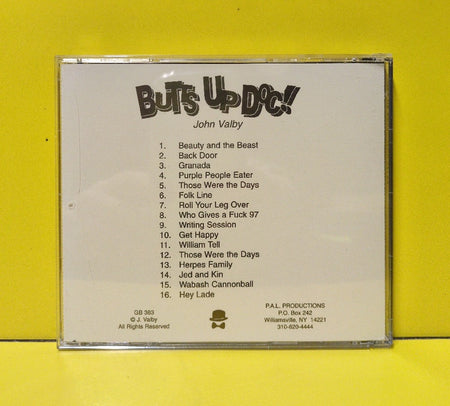 BUTTS UP DOC!!
John Valby
1. Beauty and the Beast
2. Back Door
3. Granada
4. Purple People Eater
5. Those Were the Days
6. Folk Line
7. Roll Your Leg Over
8. Who Gives a Fuck 97
9. Writing Session
10. Get Happy
11. William Tell
12. Those Were the Days
13. Herpes Family
14. Jed and Kin
15. Wabash Cannonball
16. Hey Lade
GB 363
© J. Valby
All Rights Reserved
P.A.L. PRODUCTIONS
P.O. Box 242
Williamsville, NY 14221
310-820-4444